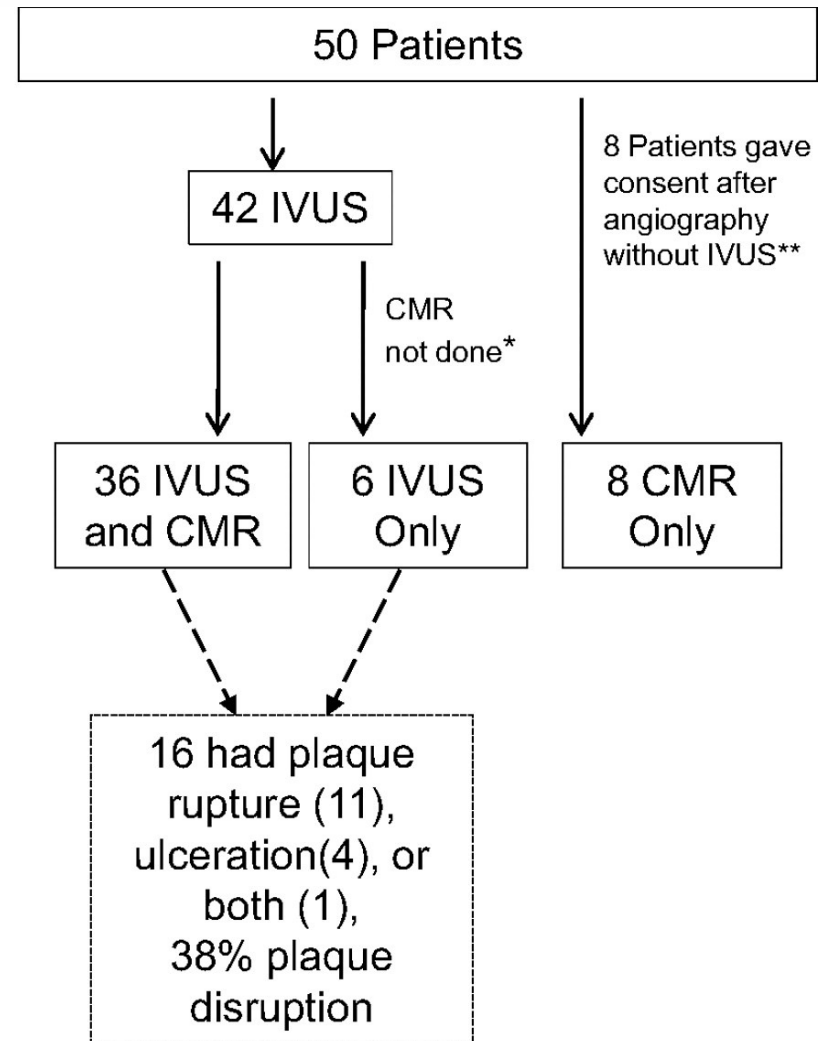 50 Patients
42 IVUS
8 Patients gave
consent after
angiography
without IVUS**
CMR
not done*
36 IVUS
and CMR
6 IVUS
Only
8 CMR
Only
16 had plaque
rupture (11),
ulceration(4), or
both (1),
38% plaque
disruption